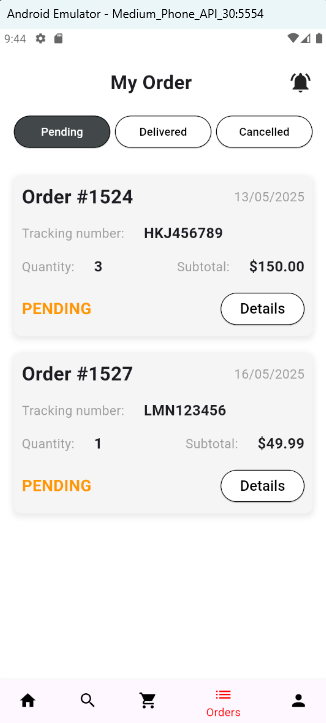 Android Emulator - Medium_Phone_API_30:5554
9:44
My Order
Pending Delivered Cancelled
Order #1524 13/05/2025
Tracking number: HKJ456789
Quantity: 3 Subtotal: $150.00
PENDING Details
Order #1527 16/05/2025
Tracking number: LMN123456
Quantity: 1 Subtotal: $49.99
PENDING Details
Orders